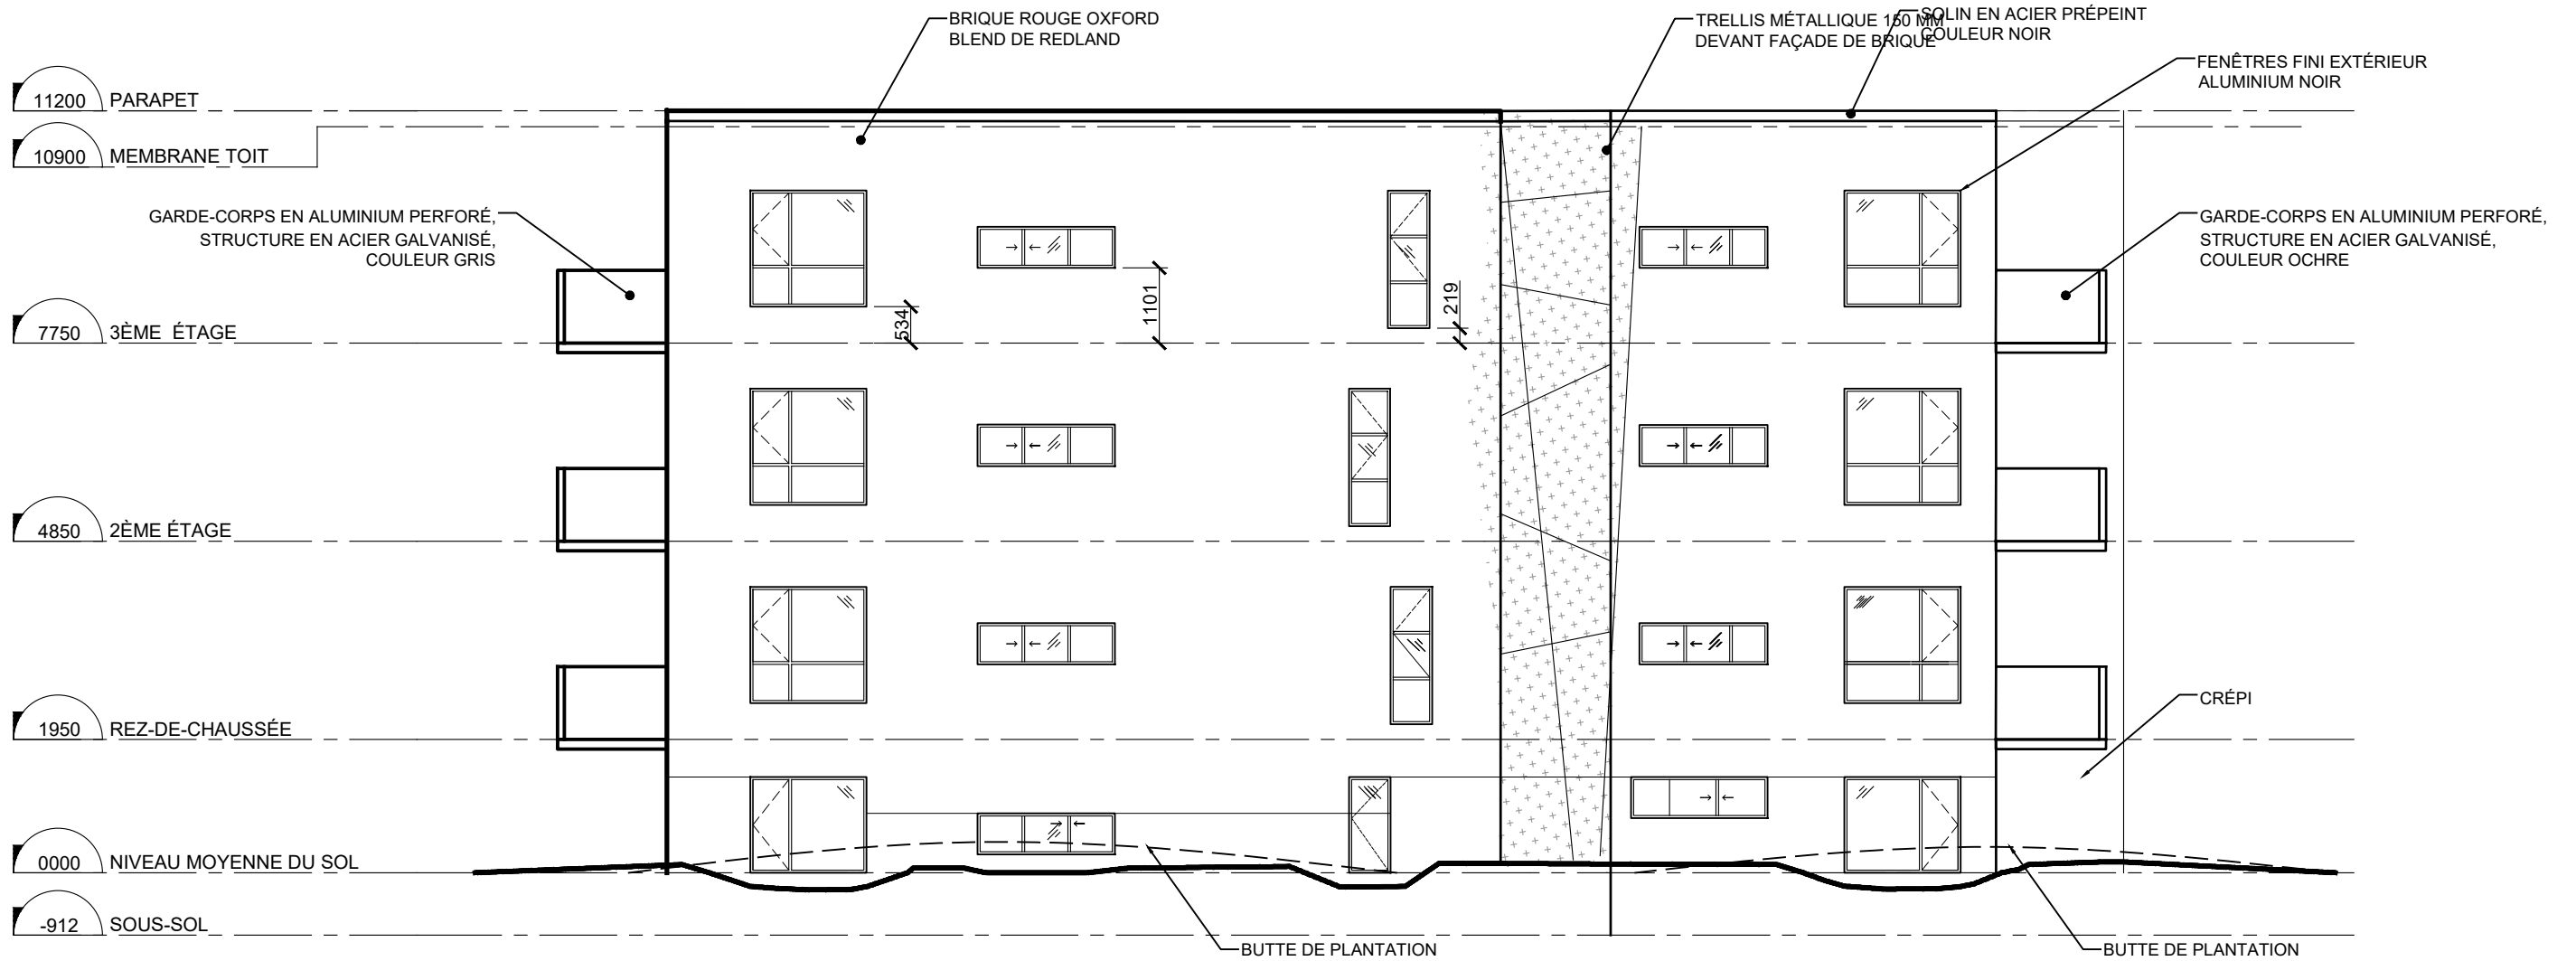 BRIQUE ROUGE OXFORD
BLEND DE REDLAND
TRELLIS MÉTALLIQUE 150 MM
DEVANT FAÇADE DE BRIQUE
SOLIN EN ACIER PRÉPEINT
COULEUR NOIR
FENÊTRES FINI EXTÉRIEUR
ALUMINIUM NOIR
11200 PARAPET
10900 MEMBRANE TOIT
GARDE-CORPS EN ALUMINIUM PERFORÉ,
STRUCTURE EN ACIER GALVANISÉ,
COULEUR GRIS
GARDE-CORPS EN ALUMINIUM PERFORÉ,
STRUCTURE EN ACIER GALVANISÉ,
COULEUR OCHRE
534
1101
219
7750 3ÈME ÉTAGE
4850 2ÈME ÉTAGE
1950 REZ-DE-CHAUSSÉE
CRÉPI
0000 NIVEAU MOYENNE DU SOL
-912 SOUS-SOL
BUTTE DE PLANTATION
BUTTE DE PLANTATION